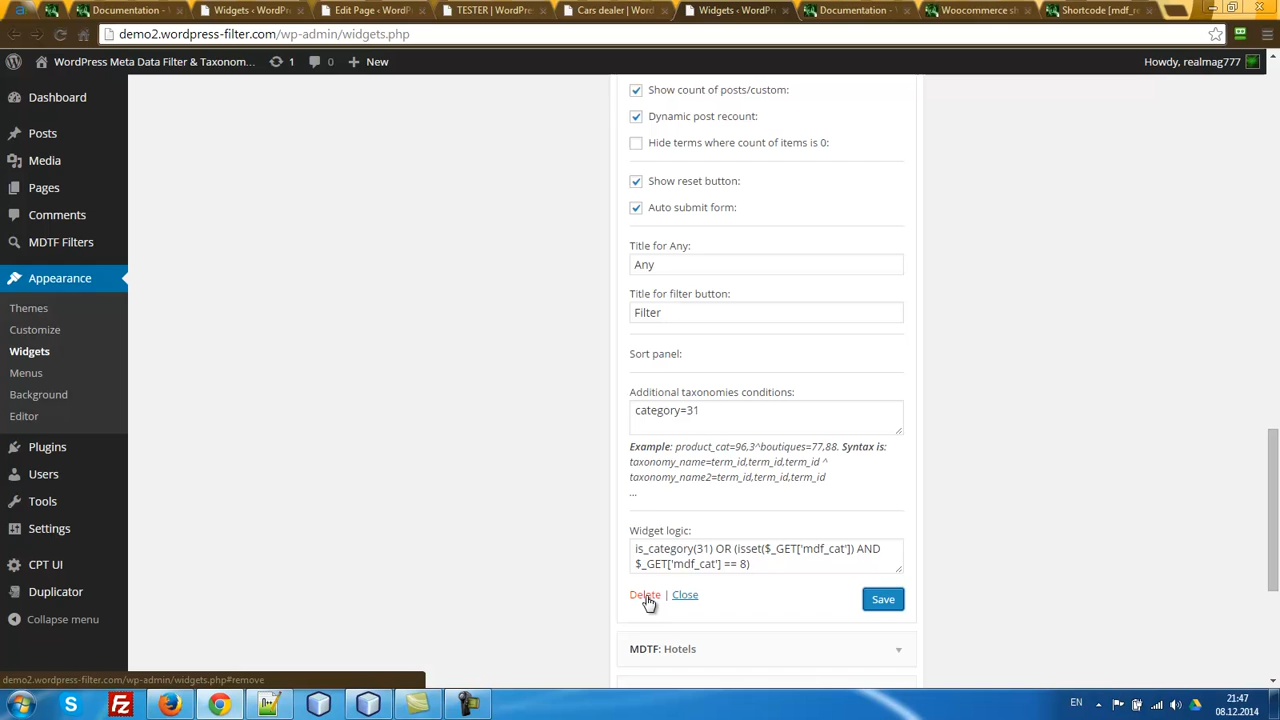 Documentation
Widgets ‹ WordPr
Edit Page ‹ WordPr
TESTER | WordPre
Cars dealer | Wor
Widgets ‹ WordPr
Documentation -
Woocommerce sh
Shortcode [mdf_re
demo2.wordpress-filter.com/wp-admin/widgets.php
WordPress Meta Data Filter & Taxonom... 1 0 New Howdy, realmag777
Dashboard
Posts
Media
Pages
Comments
MDTF Filters
Appearance
Themes
Customize
Widgets
Menus
Background
Editor
Plugins
Users
Tools
Settings
CPT UI
Duplicator
Collapse menu
Show count of posts/custom:
Dynamic post recount:
Hide terms where count of items is 0:
Show reset button:
Auto submit form:
Title for Any:
Any
Title for filter button:
Filter
Sort panel:
Additional taxonomies conditions:
category=31
Example: product_cat=96,3^boutiques=77,88. Syntax is:
taxonomy_name=term_id,term_id,term_id ^
taxonomy_name2=term_id,term_id,term_id
...
Widget logic:
is_category(31) OR (isset($_GET['mdf_cat']) AND
$_GET['mdf_cat'] == 8)
Delete | Close
Save
MDTF: Hotels
demo2.wordpress-filter.com/wp-admin/widgets.php#remove
EN
21:47
08.12.2014